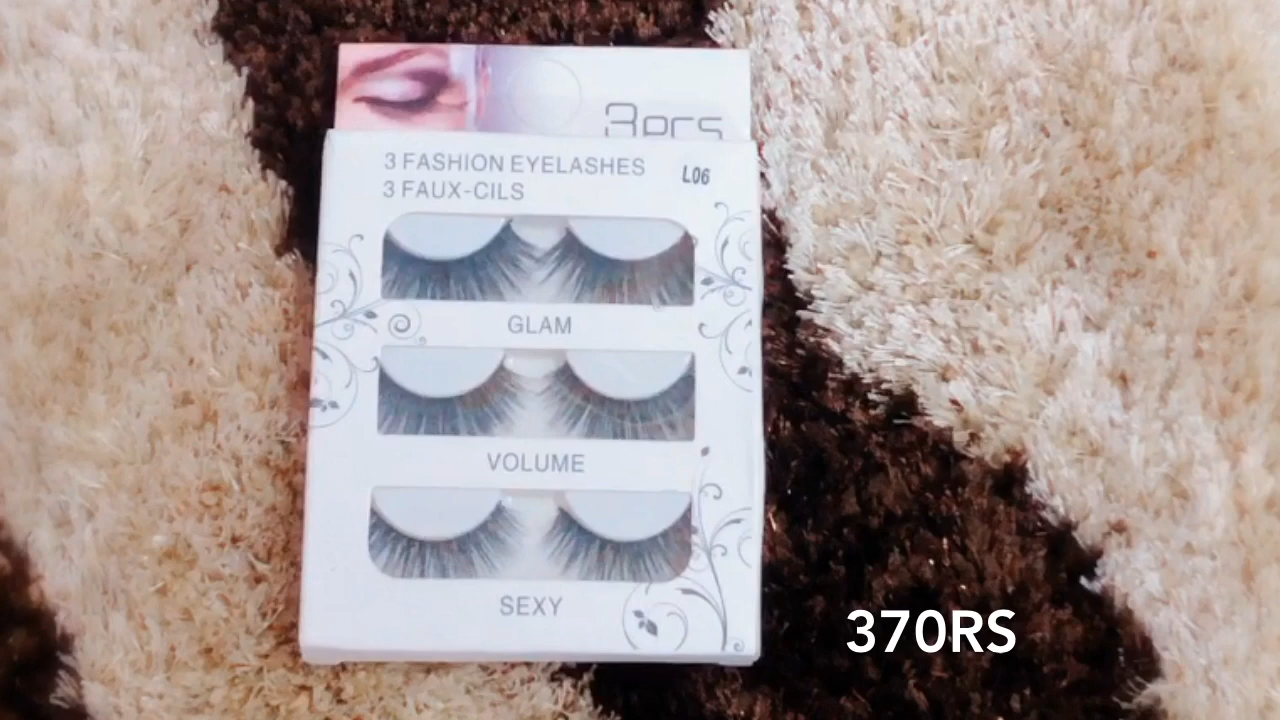 3PCS
3 FASHION EYELASHES
3 FAUX-CILS
L06
GLAM
VOLUME
SEXY
370RS